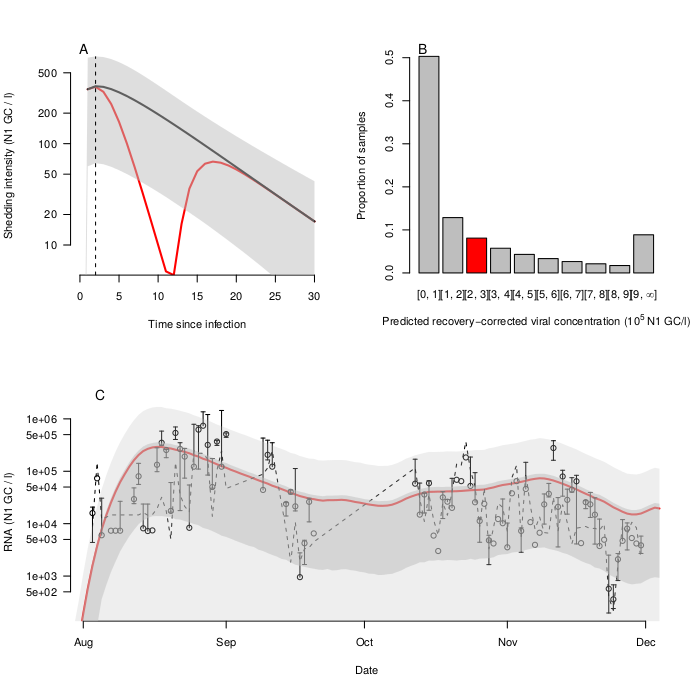 A
Shedding intensity (N1 GC / l)
500
200
100
50
20
10
0 5 10 15 20 25 30
Time since infection
B
Proportion of samples
0.5
0.4
0.3
0.2
0.1
0.0
[0, 1][1, 2][2, 3][3, 4][4, 5][5, 6][6, 7][7, 8][8, 9][9, ∞]
Predicted recovery−corrected viral concentration (10⁵ N1 GC/l)
C
RNA (N1 GC / l)
1e+06
5e+05
1e+05
5e+04
1e+04
5e+03
1e+03
5e+02
Aug Sep Oct Nov Dec
Date